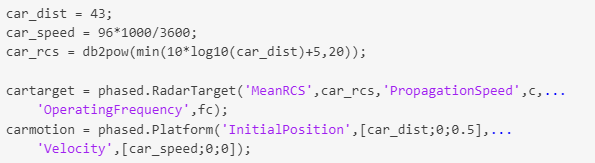 car_dist = 43;
car_speed = 96*1000/3600;
car_rcs = db2pow(min(10*log10(car_dist)+5,20));
cartarget = phased.RadarTarget('MeanRCS',car_rcs,'PropagationSpeed',c,...
'OperatingFrequency',fc);
carmotion = phased.Platform('InitialPosition',[car_dist;0;0.5],...
'Velocity',[car_speed;0;0]);